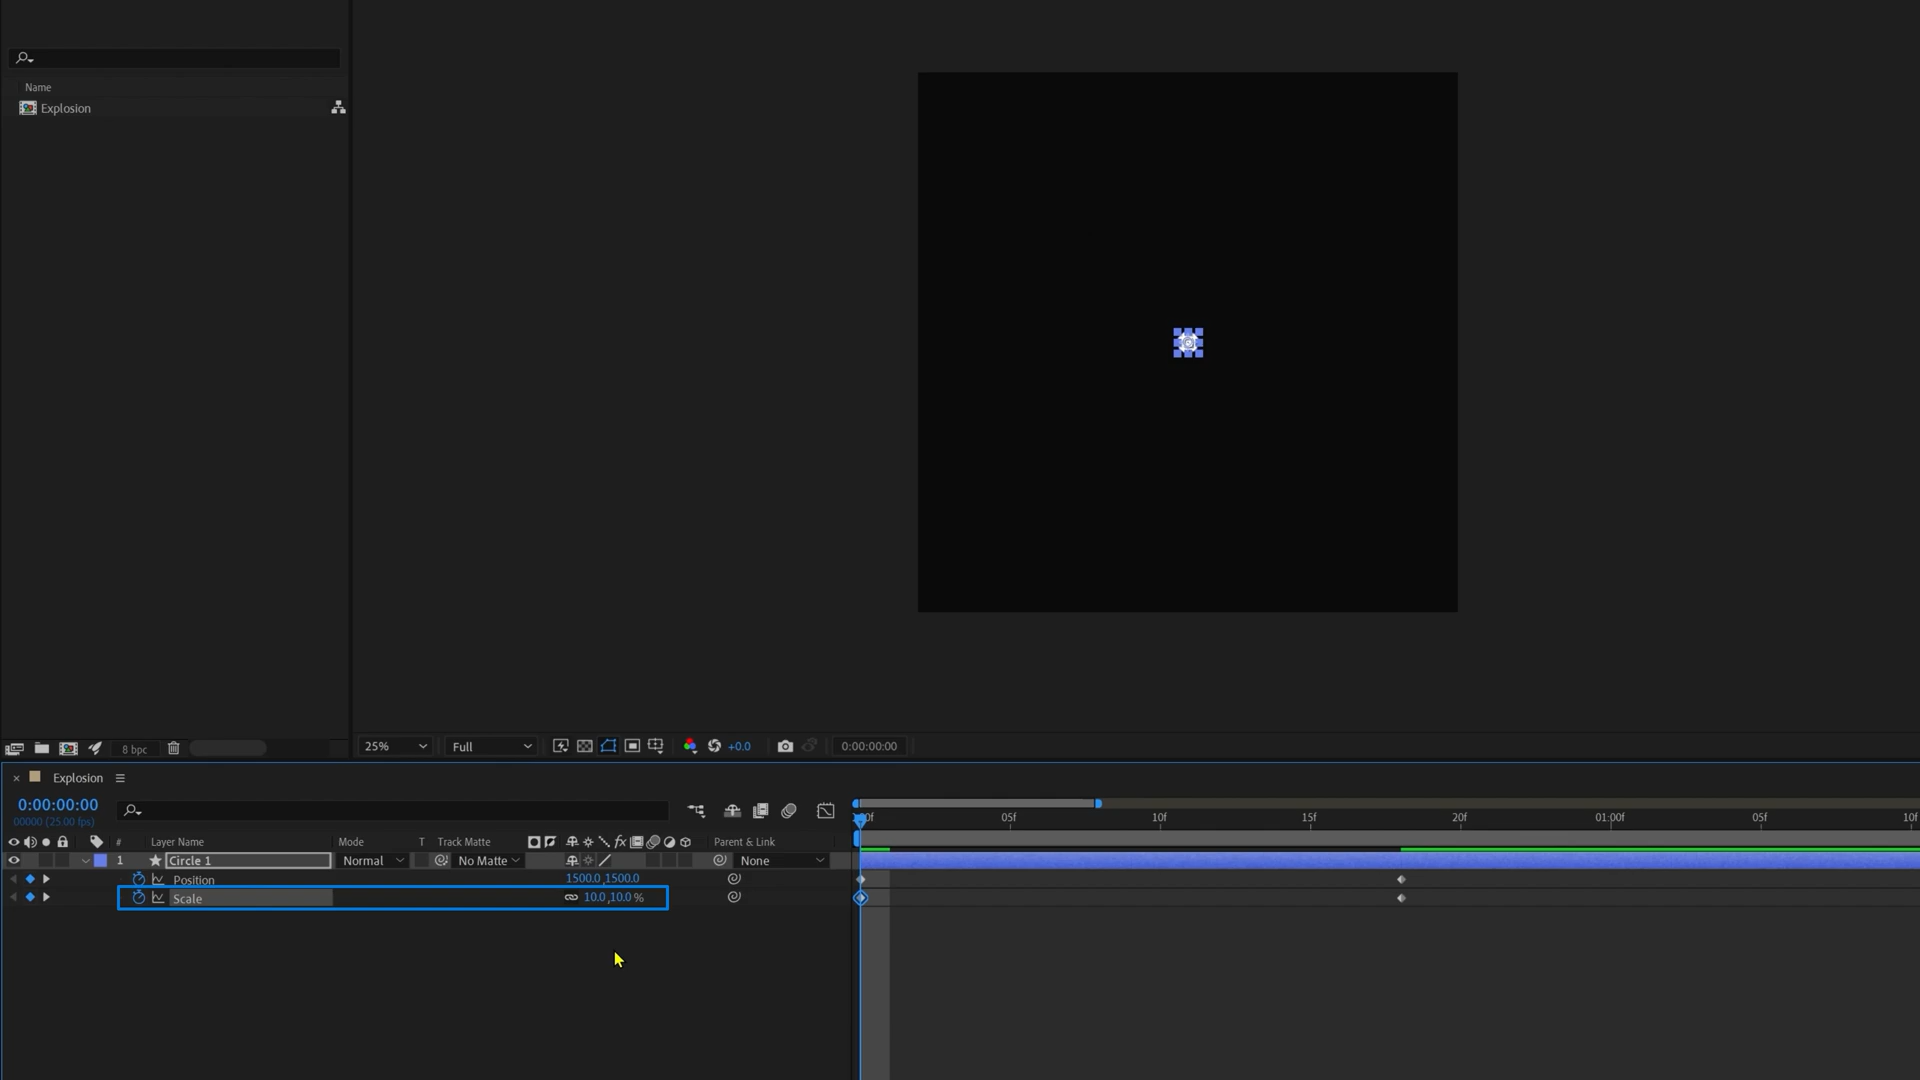 Name
Explosion
8 bpc
25%
Full
+0.0
0:00:00:00
Explosion
0:00:00:00
00000 (25.00 fps)
05f 10f 15f 20f 01:00f 05f 10f
# Layer Name Mode T Track Matte fx Parent & Link
1 Circle 1 Normal No Matte None
Position 1500.0,1500.0
Scale 10.0,10.0 %